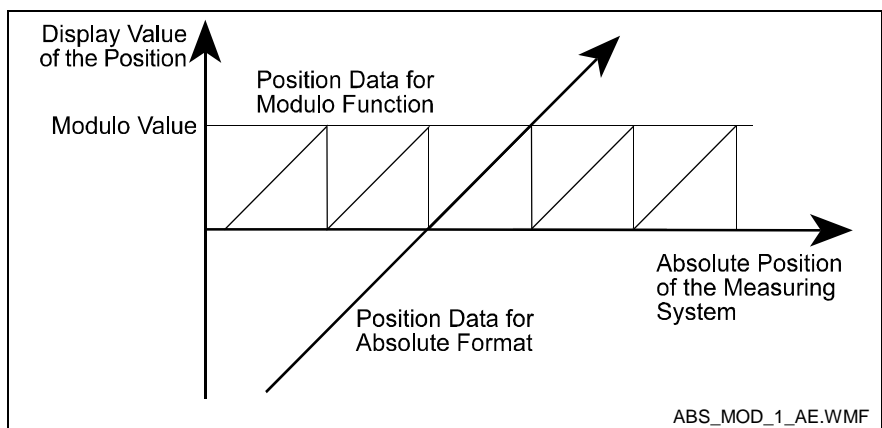 Display Value
of the Position
Position Data for
Modulo Function
Modulo Value
Absolute Position
of the Measuring
System
Position Data for
Absolute Format
ABS_MOD_1_AE.WMF